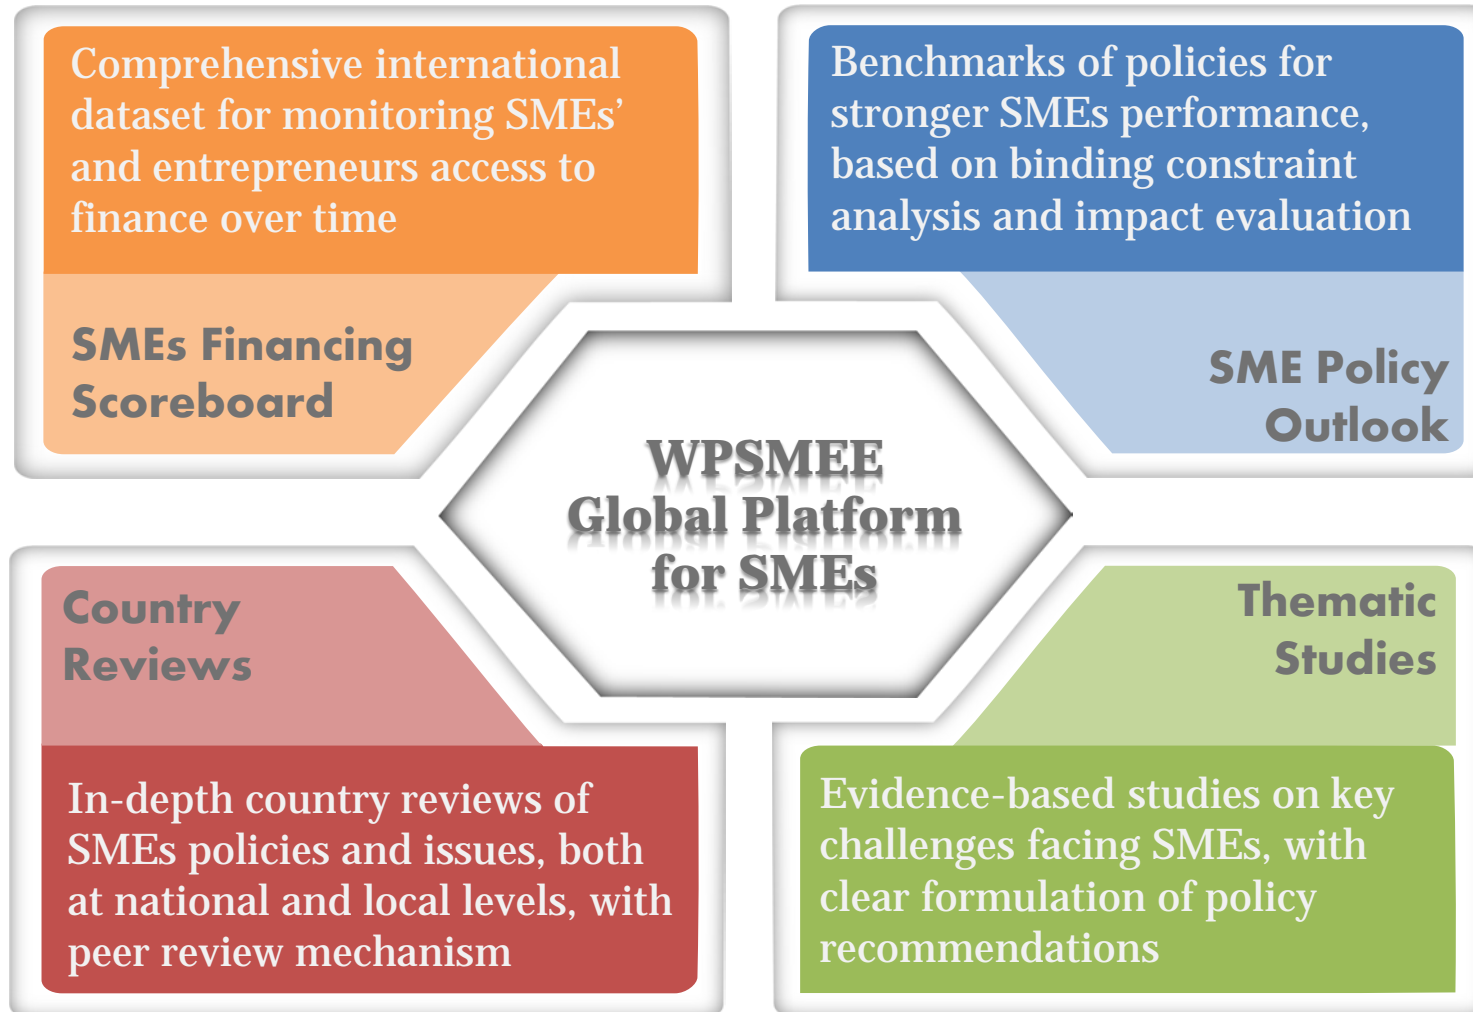 Comprehensive international
dataset for monitoring SMEs’
and entrepreneurs access to
finance over time
SMEs Financing
Scoreboard
Benchmarks of policies for
stronger SMEs performance,
based on binding constraint
analysis and impact evaluation
SME Policy
Outlook
WPSMEE
Global Platform
for SMEs
Country
Reviews
In-depth country reviews of
SMEs policies and issues, both
at national and local levels, with
peer review mechanism
Thematic
Studies
Evidence-based studies on key
challenges facing SMEs, with
clear formulation of policy
recommendations